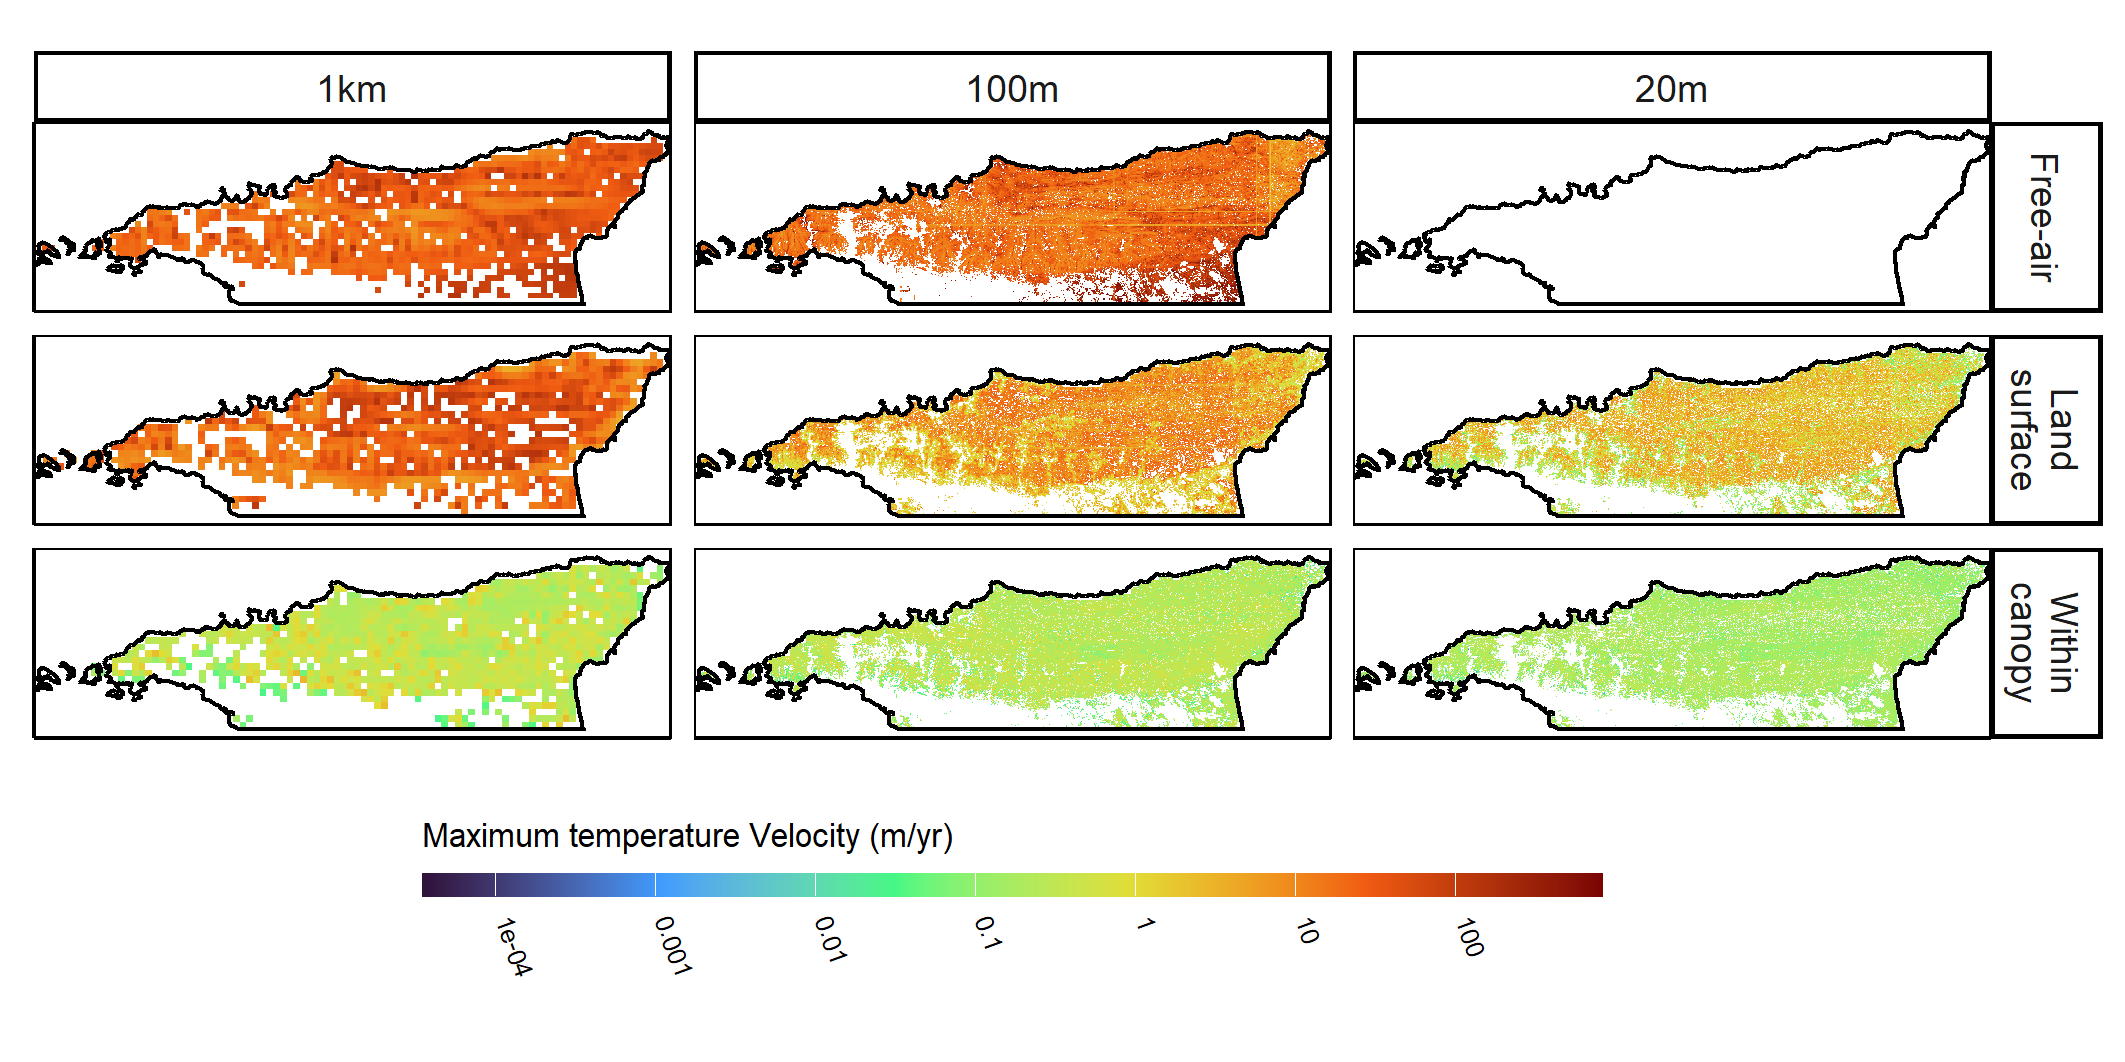 1km
100m
20m
Free-air
Land
surface
Within
canopy
Maximum temperature Velocity (m/yr)
1e-04
0.001
0.01
0.1
1
10
100